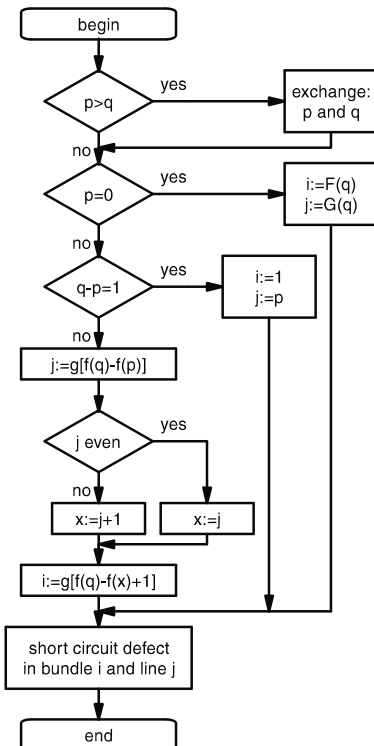 begin
p>q
yes
exchange:
p and q
no
p=0
yes
i:=F(q)
j:=G(q)
no
q-p=1
yes
i:=1
j:=p
no
j:=g[f(q)-f(p)]
j even
yes
no
x:=j+1
x:=j
i:=g[f(q)-f(x)+1]
short circuit defect
in bundle i and line j
end